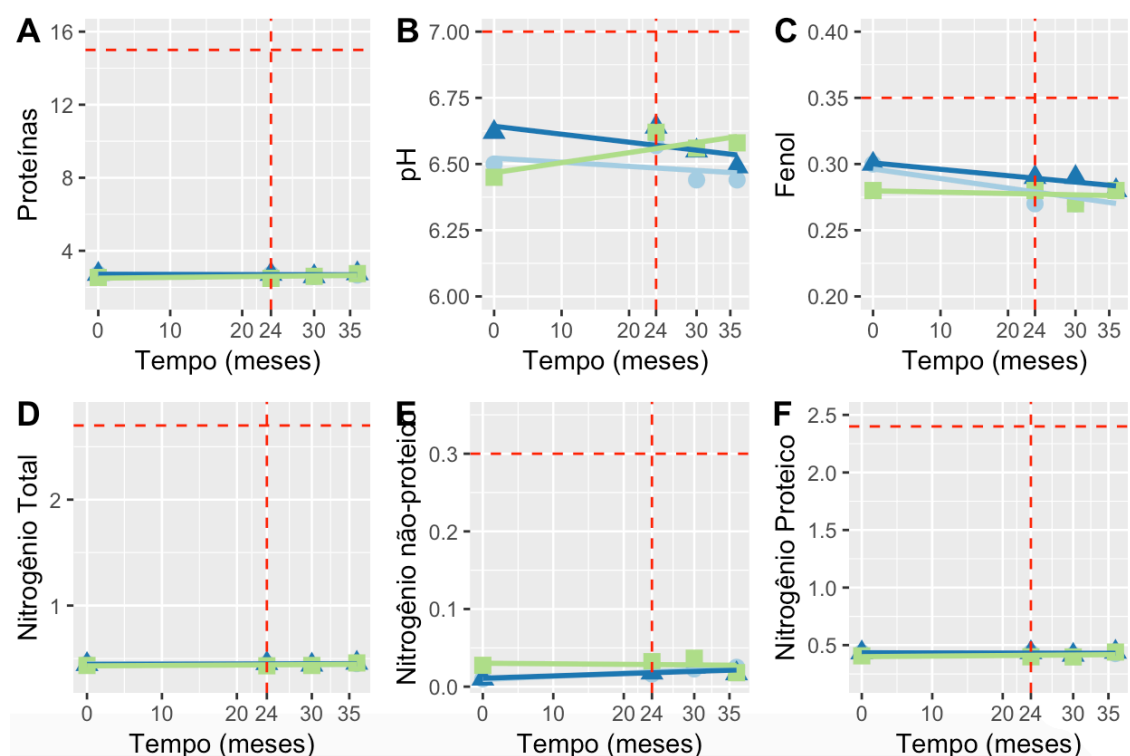 A
Proteínas
16
12
8
4
0 10 20 24 30 35
Tempo (meses)
B
pH
7.00
6.75
6.50
6.25
6.00
0 10 20 24 30 35
Tempo (meses)
C
Fenol
0.40
0.35
0.30
0.25
0.20
0 10 20 24 30 35
Tempo (meses)
D
Nitrogênio Total
2
1
0 10 20 24 30 35
Tempo (meses)
E
Nitrogênio não-proteico
0.3
0.2
0.1
0.0
0 10 20 24 30 35
Tempo (meses)
F
Nitrogênio Proteico
2.5
2.0
1.5
1.0
0.5
0 10 20 24 30 35
Tempo (meses)